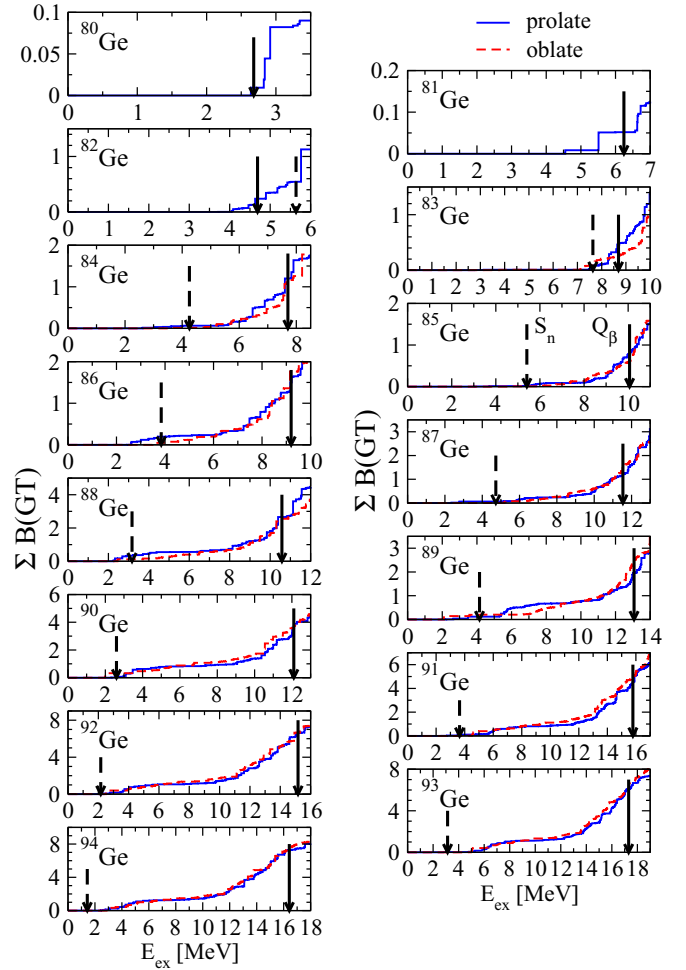 prolate
oblate
0.1
0.05
0
80Ge
0 1 2 3
0.15
0.1
0.05
0
81Ge
0 1 2 3 4 5 6 7
1
0
82Ge
0 1 2 3 4 5 6
1
0
83Ge
0 1 2 3 4 5 6 7 8 9 10
2
1
0
84Ge
0 2 4 6 8
2
1
0
85Ge
Sn Qβ
0 2 4 6 8 10
2
1
0
86Ge
0 2 4 6 8 10
3
2
1
0
87Ge
0 2 4 6 8 10 12
4
2
0
88Ge
0 2 4 6 8 10 12
3
2
1
0
89Ge
0 2 4 6 8 10 12 14
6
4
2
0
90Ge
0 2 4 6 8 10 12
6
4
2
0
91Ge
0 2 4 6 8 10 12 14 16
8
4
0
92Ge
0 2 4 6 8 10 12 14 16
8
4
0
93Ge
0 2 4 6 8 10 12 14 16 18
8
4
0
94Ge
0 2 4 6 8 10 12 14 16 18
Σ B(GT)
Σ B(GT)
Eex [MeV]
Eex [MeV]